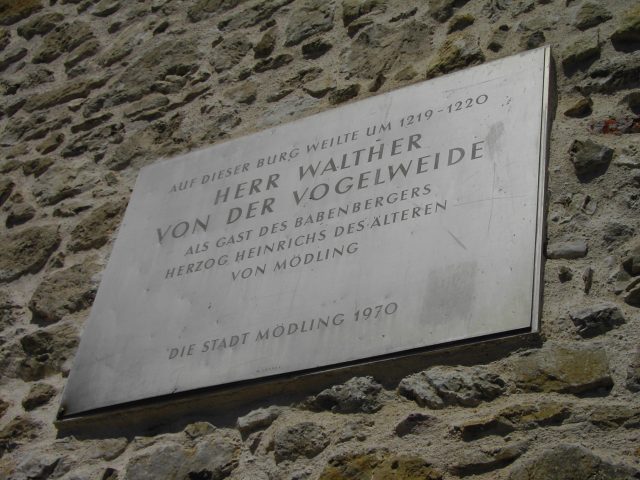 AUF DIESER BURG WEILTE UM 1219-1220
HERR WALTHER
VON DER VOGELWEIDE
ALS GAST DES BABENBERGERS
HERZOG HEINRICHS DES ÄLTEREN
VON MÖDLING
DIE STADT MÖDLING 1970